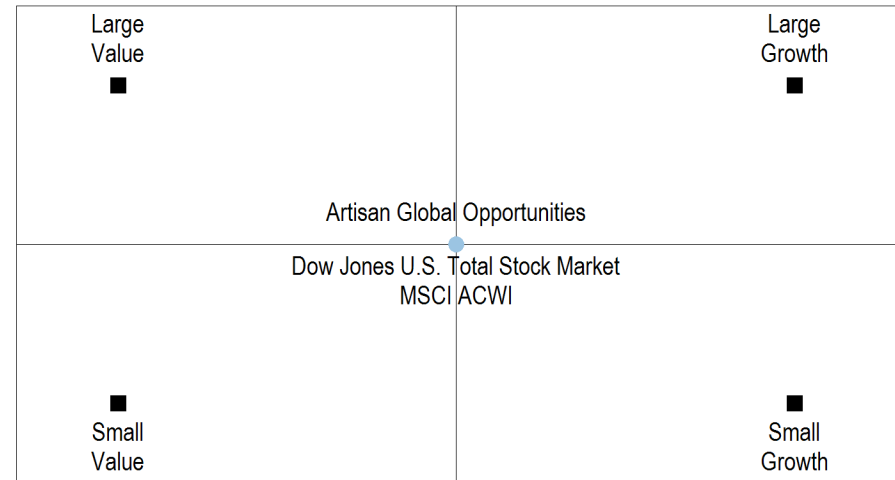 Large
Value
Large
Growth
Artisan Global Opportunities
Dow Jones U.S. Total Stock Market
MSCI ACWI
Small
Value
Small
Growth